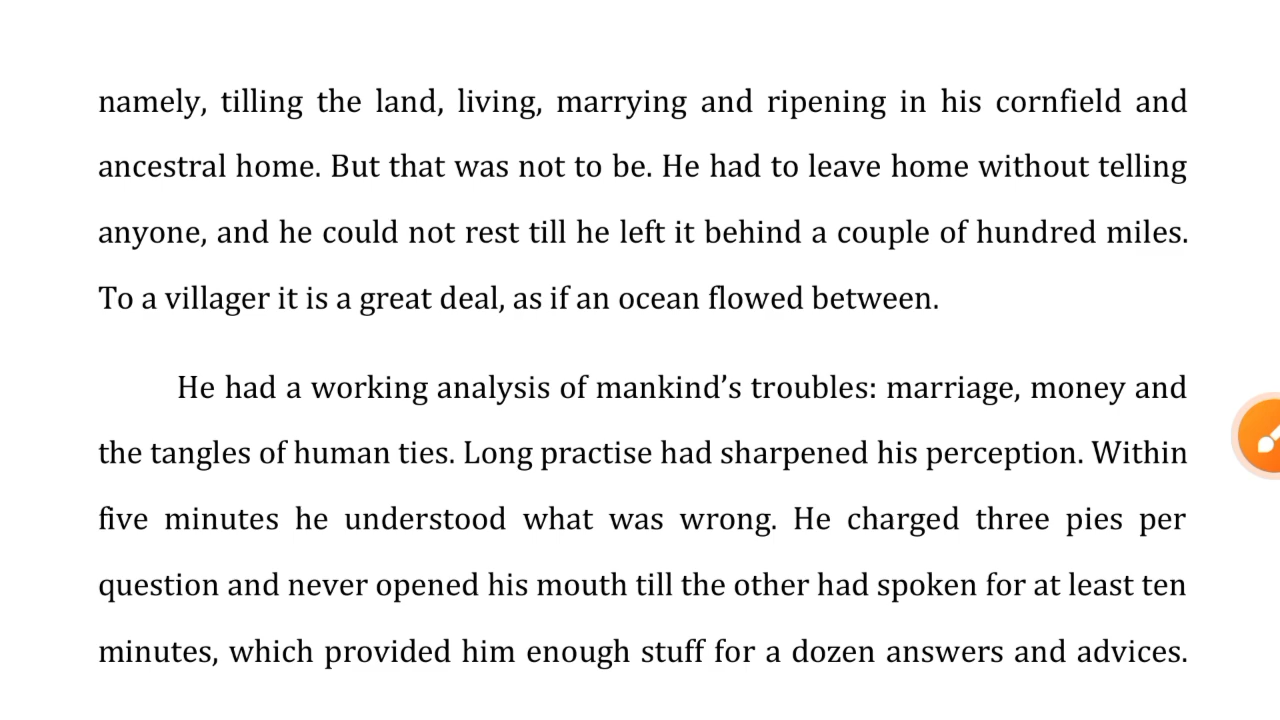 namely, tilling the land, living, marrying and ripening in his cornfield and
ancestral home. But that was not to be. He had to leave home without telling
anyone, and he could not rest till he left it behind a couple of hundred miles.
To a villager it is a great deal, as if an ocean flowed between.
He had a working analysis of mankind’s troubles: marriage, money and
the tangles of human ties. Long practise had sharpened his perception. Within
five minutes he understood what was wrong. He charged three pies per
question and never opened his mouth till the other had spoken for at least ten
minutes, which provided him enough stuff for a dozen answers and advices.